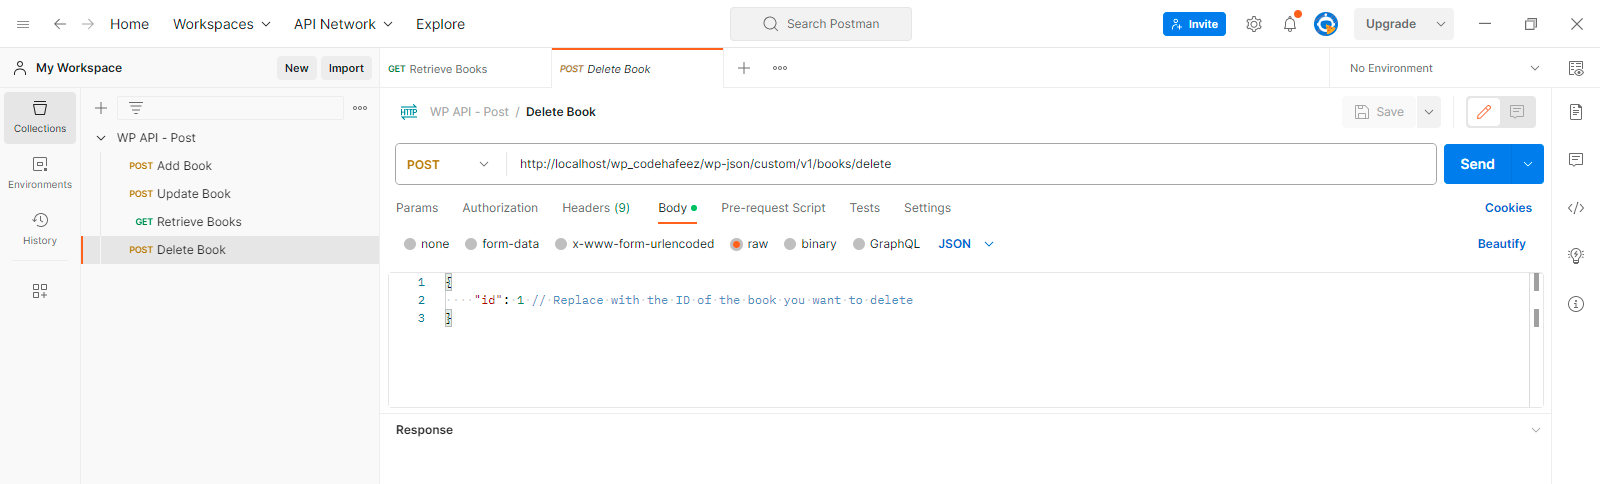 Home Workspaces API Network Explore Search Postman Invite Upgrade
My Workspace New Import GET Retrieve Books POST Delete Book No Environment
Collections
Environments
History
WP API - Post
POST Add Book
POST Update Book
GET Retrieve Books
POST Delete Book
HTTP WP API - Post / Delete Book Save
POST http://localhost/wp_codehafeez/wp-json/custom/v1/books/delete Send
Params Authorization Headers (9) Body Pre-request Script Tests Settings Cookies
none form-data x-www-form-urlencoded raw binary GraphQL JSON Beautify
1 {
2 "id": 1 // Replace with the ID of the book you want to delete
3 }
Response